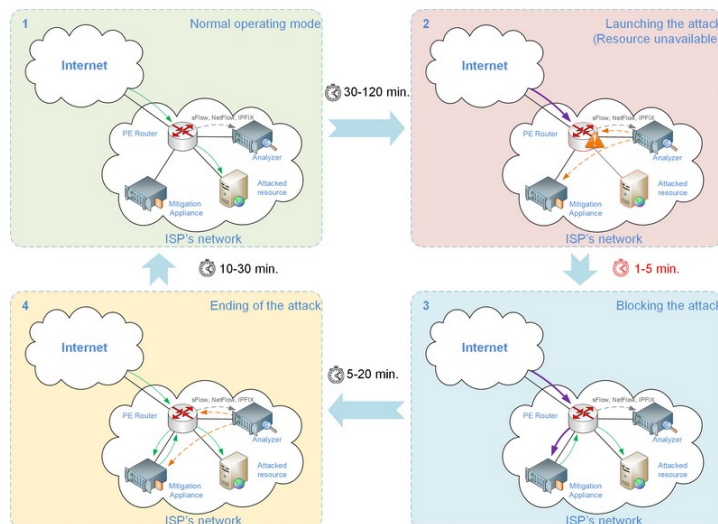 1 Normal operating mode
Internet
sFlow, NetFlow, IPFIX
PE Router
Analyzer
Mitigation
Appliance
Attacked
resource
ISP's network
30-120 min.
2 Launching the attack
(Resource unavailable
Internet
sFlow, NetFlow, IPFIX
PE Router
Analyzer
Mitigation
Appliance
Attacked
resource
ISP's network
10-30 min.
1-5 min.
4 Ending of the attack
Internet
sFlow, NetFlow, IPFIX
PE Router
Analyzer
Mitigation
Appliance
Attacked
resource
ISP's network
5-20 min.
3 Blocking the attack
Internet
sFlow, NetFlow, IPFIX
PE Router
Analyzer
Mitigation
Appliance
Attacked
resource
ISP's network